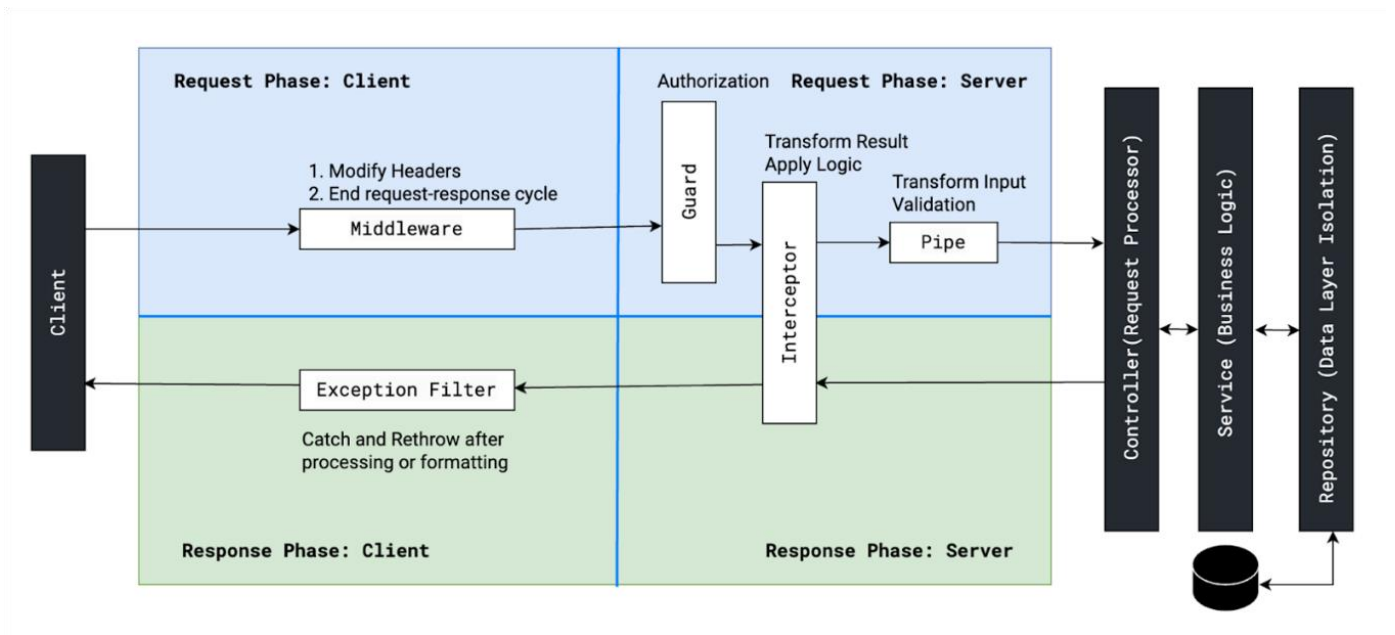 Request Phase: Client
Authorization
Request Phase: Server
1. Modify Headers
2. End request-response cycle
Middleware
Guard
Transform Result
Apply Logic
Interceptor
Transform Input
Validation
Pipe
Client
Controller(Request Processor)
Service (Business Logic)
Repository (Data Layer Isolation)
Exception Filter
Catch and Rethrow after
processing or formatting
Response Phase: Client
Response Phase: Server